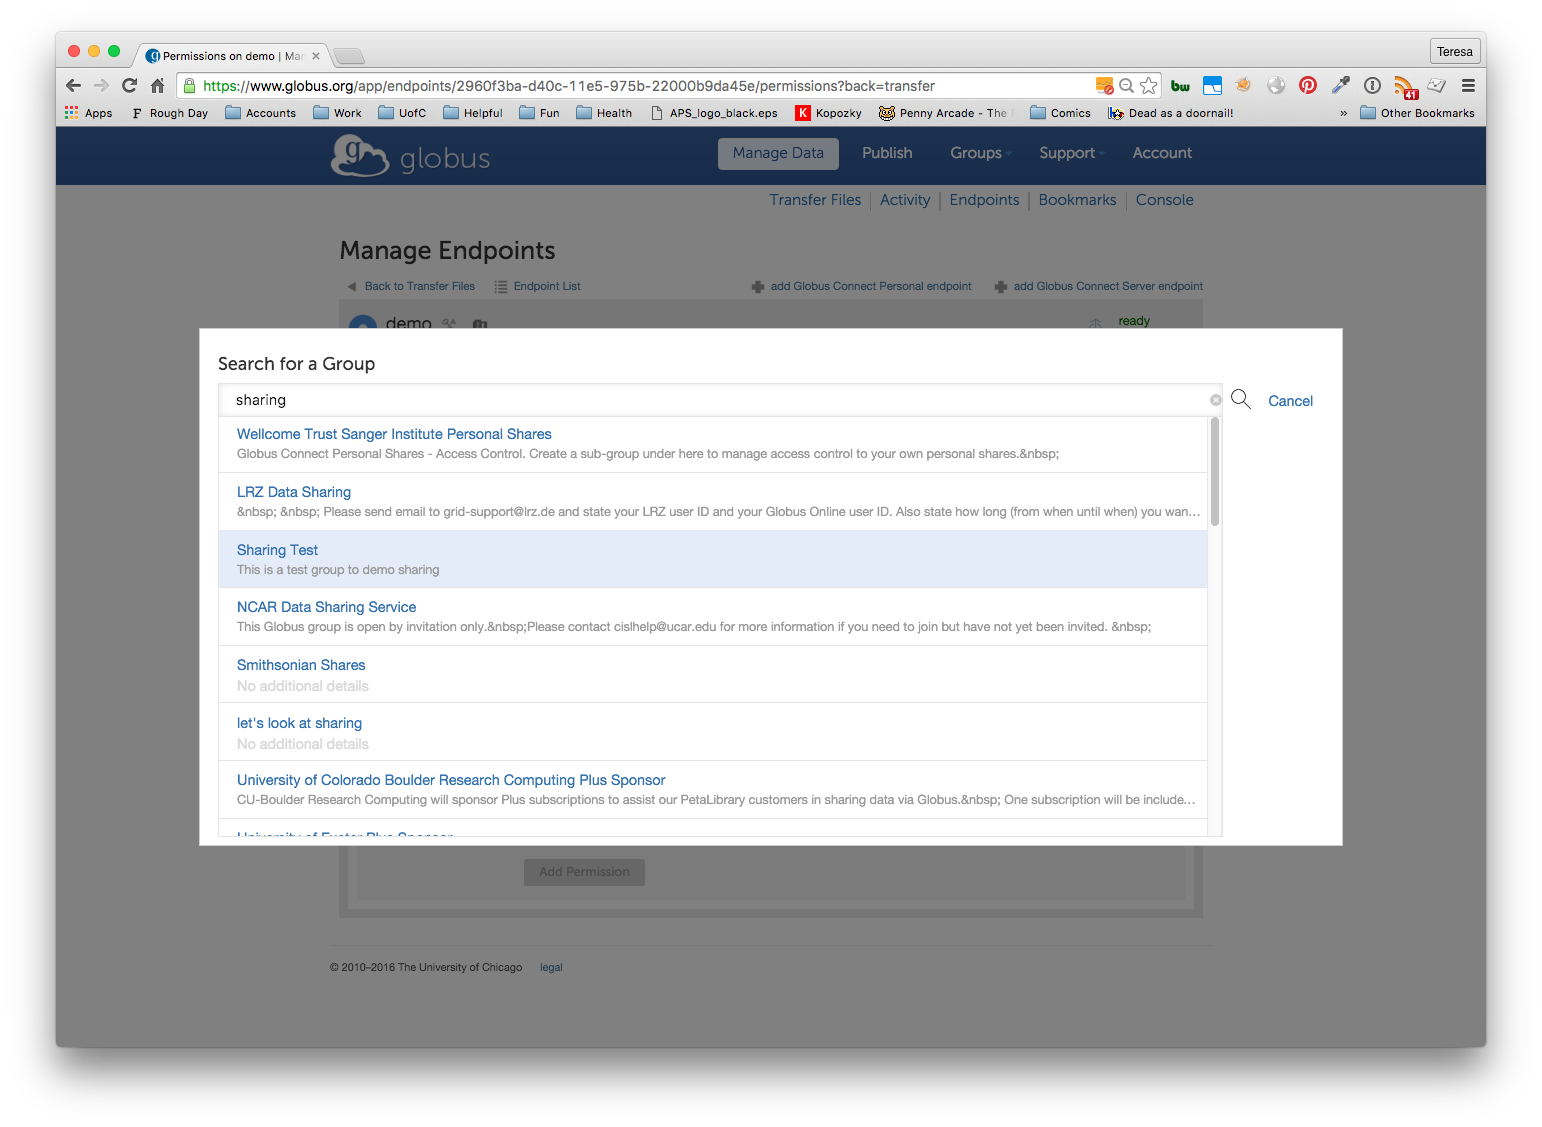 Permissions on demo | Mar
Teresa
https://www.globus.org/app/endpoints/2960f3ba-d40c-11e5-975b-22000b9da45e/permissions?back=transfer
bw
41
Apps F Rough Day Accounts Work UofC Helpful Fun Health APS_logo_black.eps K Kopozky Penny Arcade - The Comics Dead as a doornail! » Other Bookmarks
g globus Manage Data Publish Groups Support Account
Transfer Files Activity Endpoints Bookmarks Console
Manage Endpoints
Back to Transfer Files Endpoint List add Globus Connect Personal endpoint add Globus Connect Server endpoint
demo ready
Search for a Group
sharing
Cancel
Wellcome Trust Sanger Institute Personal Shares
Globus Connect Personal Shares - Access Control. Create a sub-group under here to manage access control to your own personal shares.&nbsp;
LRZ Data Sharing
&nbsp; &nbsp; Please send email to grid-support@lrz.de and state your LRZ user ID and your Globus Online user ID. Also state how long (from when until when) you wan...
Sharing Test
This is a test group to demo sharing
NCAR Data Sharing Service
This Globus group is open by invitation only.&nbsp;Please contact cislhelp@ucar.edu for more information if you need to join but have not yet been invited. &nbsp;
Smithsonian Shares
No additional details
let's look at sharing
No additional details
University of Colorado Boulder Research Computing Plus Sponsor
CU-Boulder Research Computing will sponsor Plus subscriptions to assist our PetaLibrary customers in sharing data via Globus.&nbsp; One subscription will be include...
University of Exeter Plus Sponsor
Add Permission
© 2010–2016 The University of Chicago legal